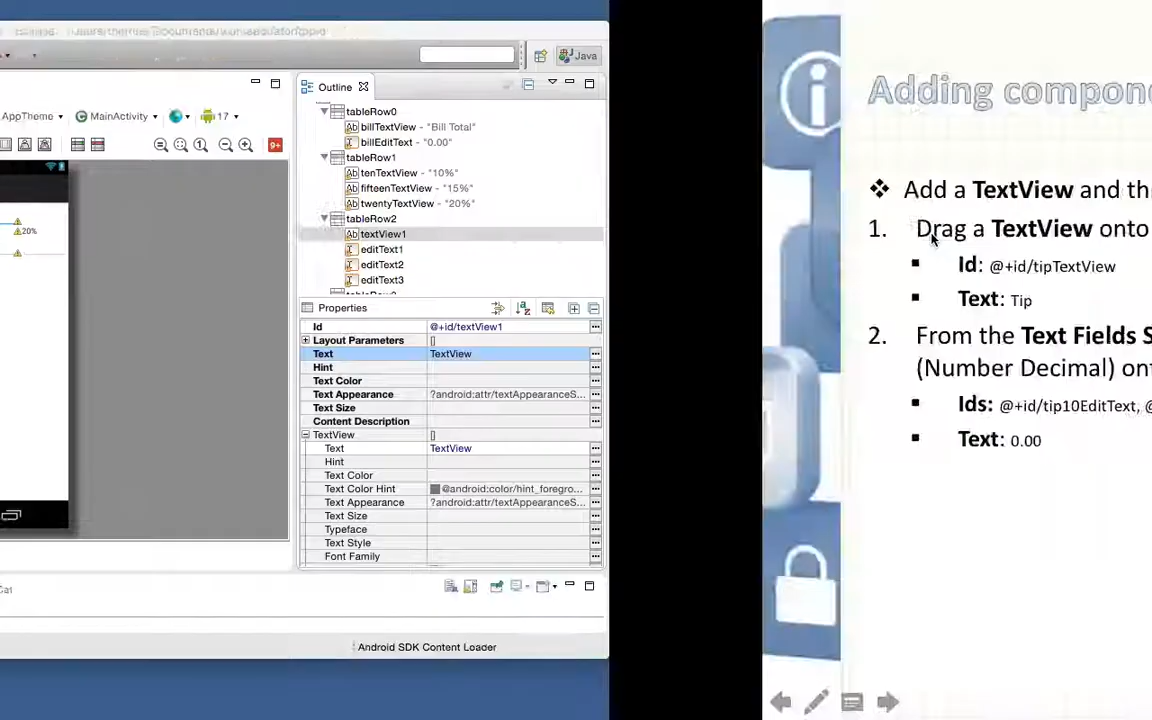 Java
Outline
AppTheme
MainActivity
17
tableRow0
billTextView - "Bill Total"
billEditText - "0.00"
tableRow1
tenTextView - "10%"
fifteenTextView - "15%"
twentyTextView - "20%"
tableRow2
textView1
editText1
editText2
editText3
9+
20%
Properties
Id @+id/textView1
Layout Parameters []
Text TextView
Hint
Text Color
Text Appearance ?android:attr/textAppearanceS...
Text Size
Content Description
TextView []
Text TextView
Hint
Text Color
Text Color Hint @android:color/hint_foregro...
Text Appearance ?android:attr/textAppearanceS...
Text Size
Typeface
Text Style
Font Family
Cat
Android SDK Content Loader
Adding compon
❖ Add a TextView and th
1. Drag a TextView onto
▪ Id: @+id/tipTextView
▪ Text: Tip
2. From the Text Fields S
(Number Decimal) ont
▪ Ids: @+id/tip10EditText, @
▪ Text: 0.00